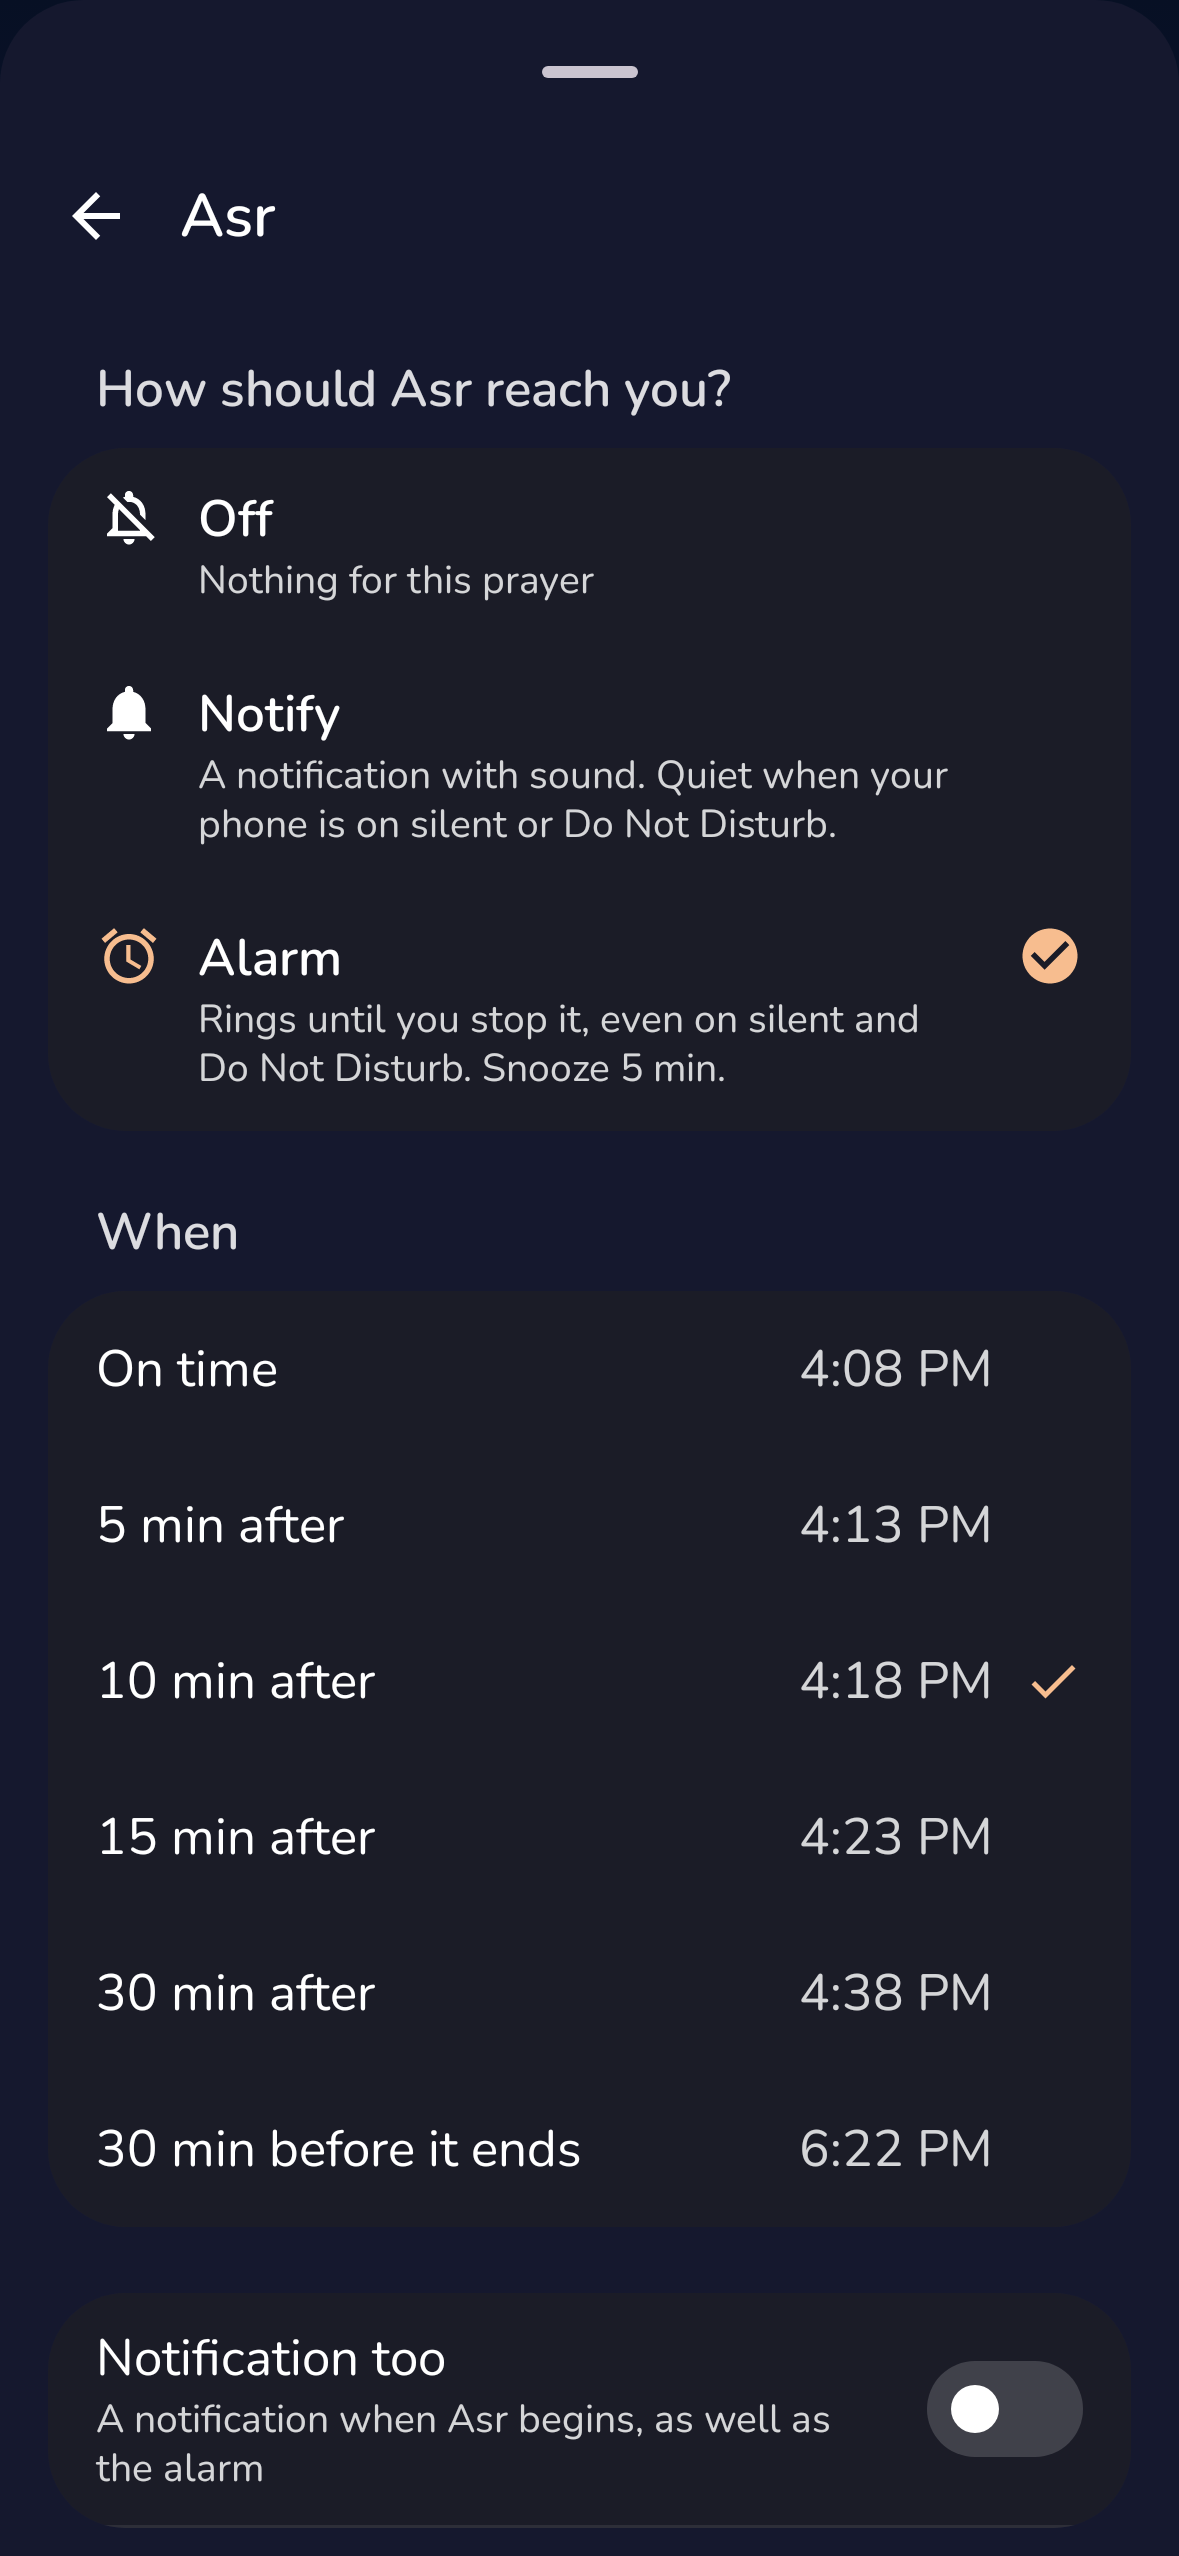 Asr
How should Asr reach you?
Off
Nothing for this prayer
Notify
A notification with sound. Quiet when your
phone is on silent or Do Not Disturb.
Alarm
Rings until you stop it, even on silent and
Do Not Disturb. Snooze 5 min.
When
On time 4:08 PM
5 min after 4:13 PM
10 min after 4:18 PM
15 min after 4:23 PM
30 min after 4:38 PM
30 min before it ends 6:22 PM
Notification too
A notification when Asr begins, as well as
the alarm